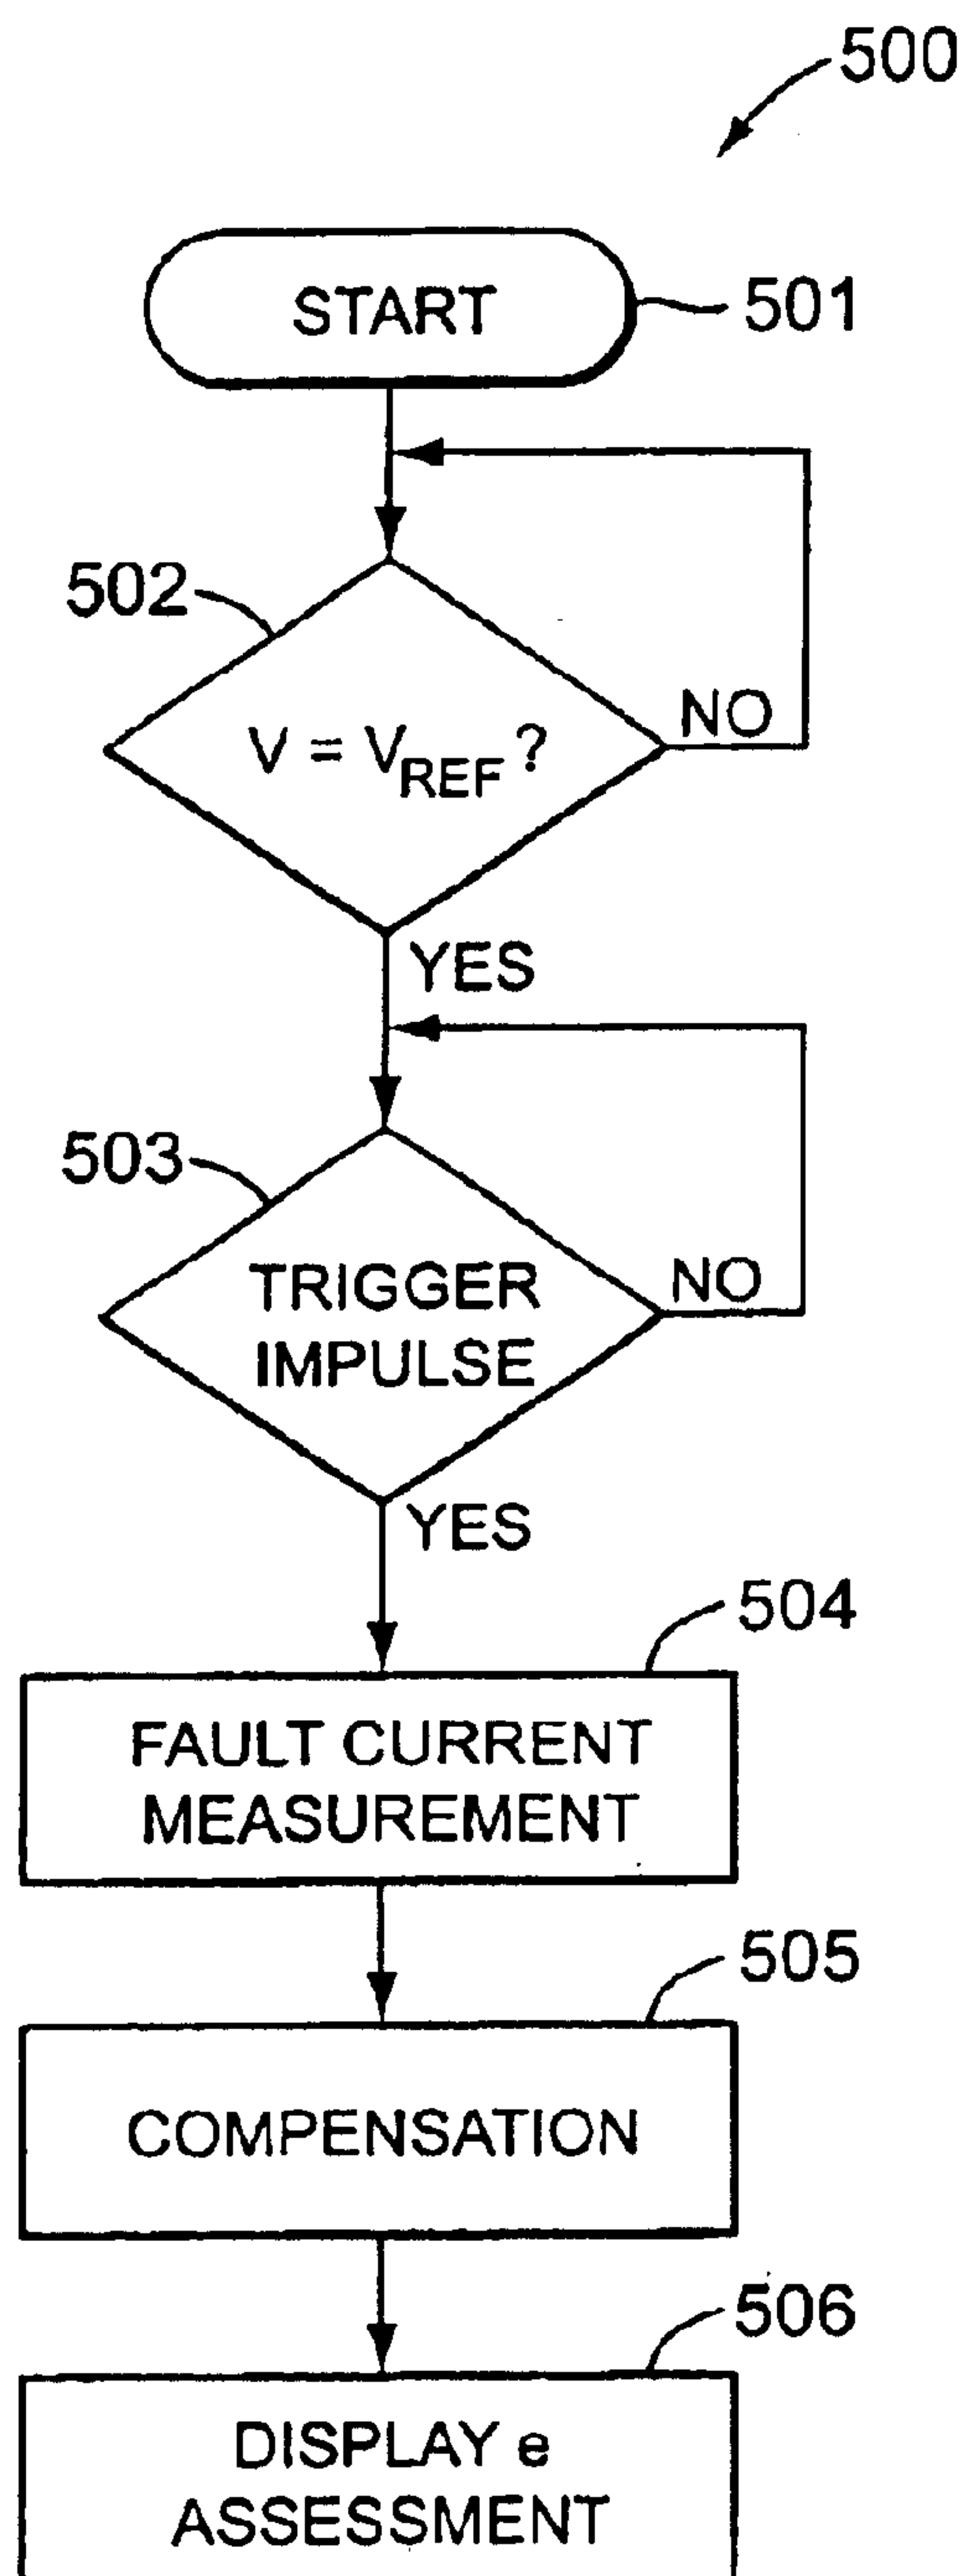 500
START
501
502
V = VREF ?
NO
YES
503
TRIGGER
IMPULSE
NO
YES
504
FAULT CURRENT
MEASUREMENT
505
COMPENSATION
506
DISPLAY e
ASSESSMENT